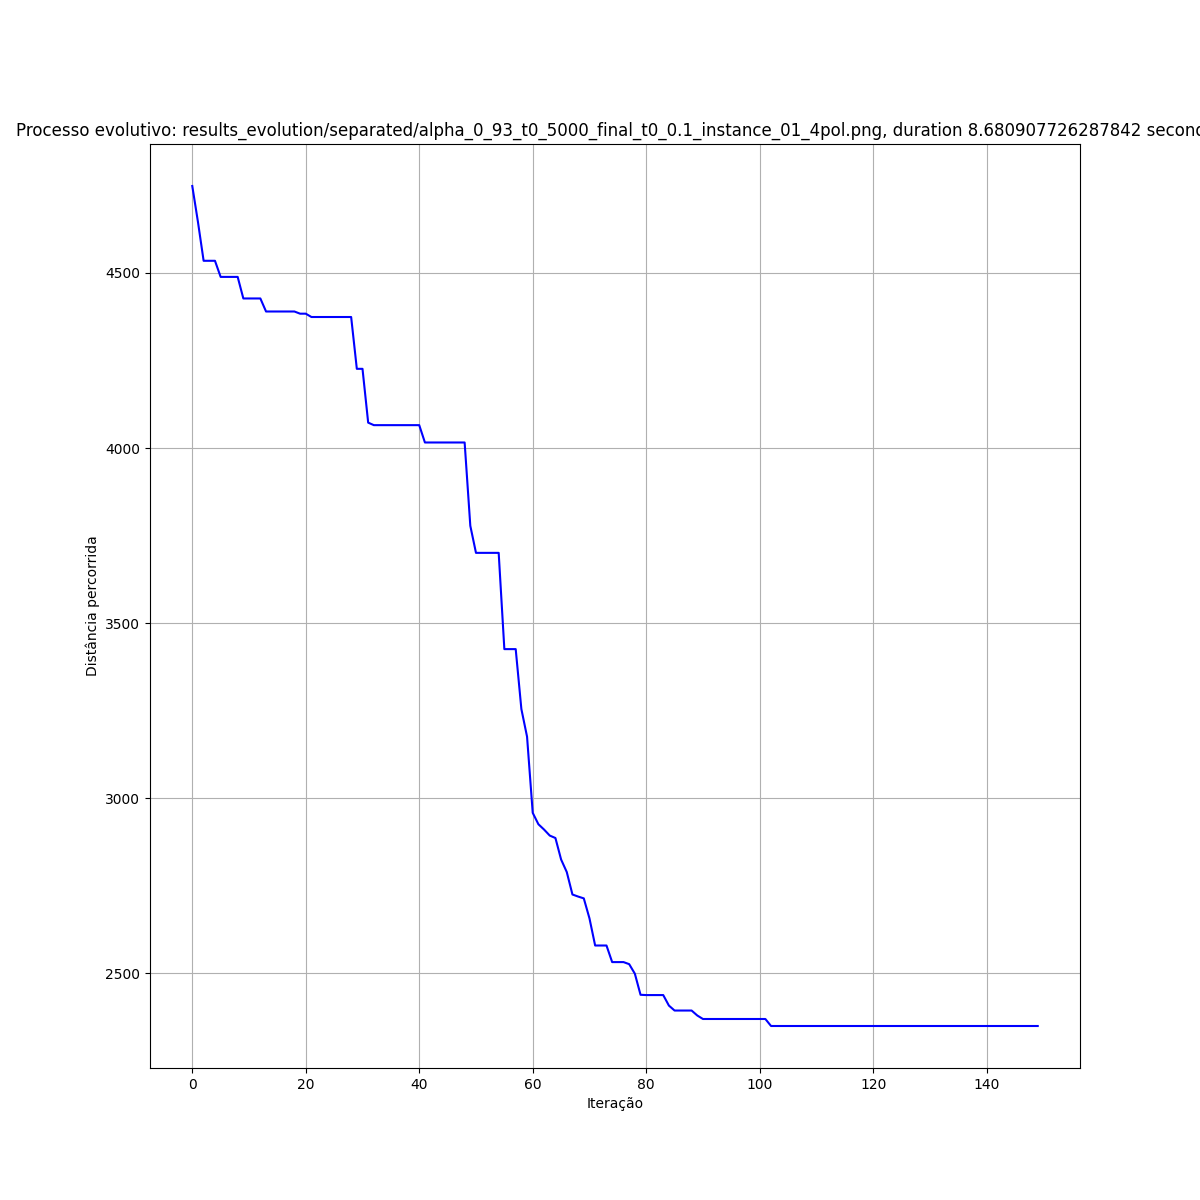 Processo evolutivo: results_evolution/separated/alpha_0_93_t0_5000_final_t0_0.1_instance_01_4pol.png, duration 8.680907726287842 secon
4500
4000
3500
3000
2500
Distância percorrida
0 20 40 60 80 100 120 140
Iteração